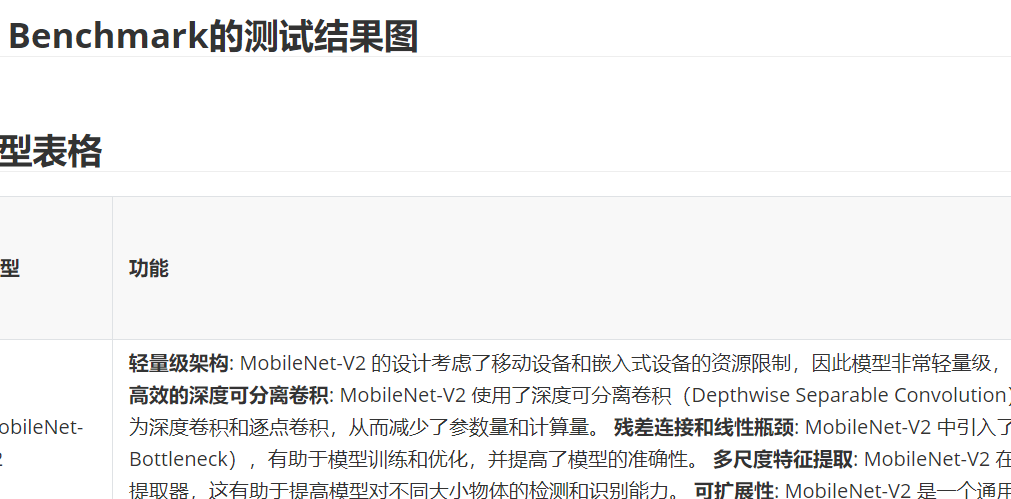 Benchmark的测试结果图
型表格
型
功能
轻量级架构: MobileNet-V2 的设计考虑了移动设备和嵌入式设备的资源限制，因此模型非常轻量级，
高效的深度可分离卷积: MobileNet-V2 使用了深度可分离卷积（Depthwise Separable Convolution）
obileNet-
2
为深度卷积和逐点卷积，从而减少了参数量和计算量。 残差连接和线性瓶颈: MobileNet-V2 中引入了
Bottleneck），有助于模型训练和优化，并提高了模型的准确性。 多尺度特征提取: MobileNet-V2 在
提取器，这有助于提高模型对不同大小物体的检测和识别能力。 可扩展性: MobileNet-V2 是一个通用